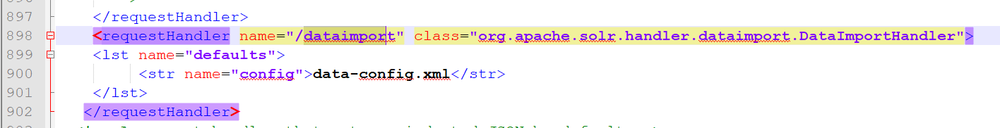 897 </requestHandler>
898 <requestHandler name="/dataimport" class="org.apache.solr.handler.dataimport.DataImportHandler">
899 <lst name="defaults">
900 <str name="config">data-config.xml</str>
901 </lst>
902 </requestHandler>